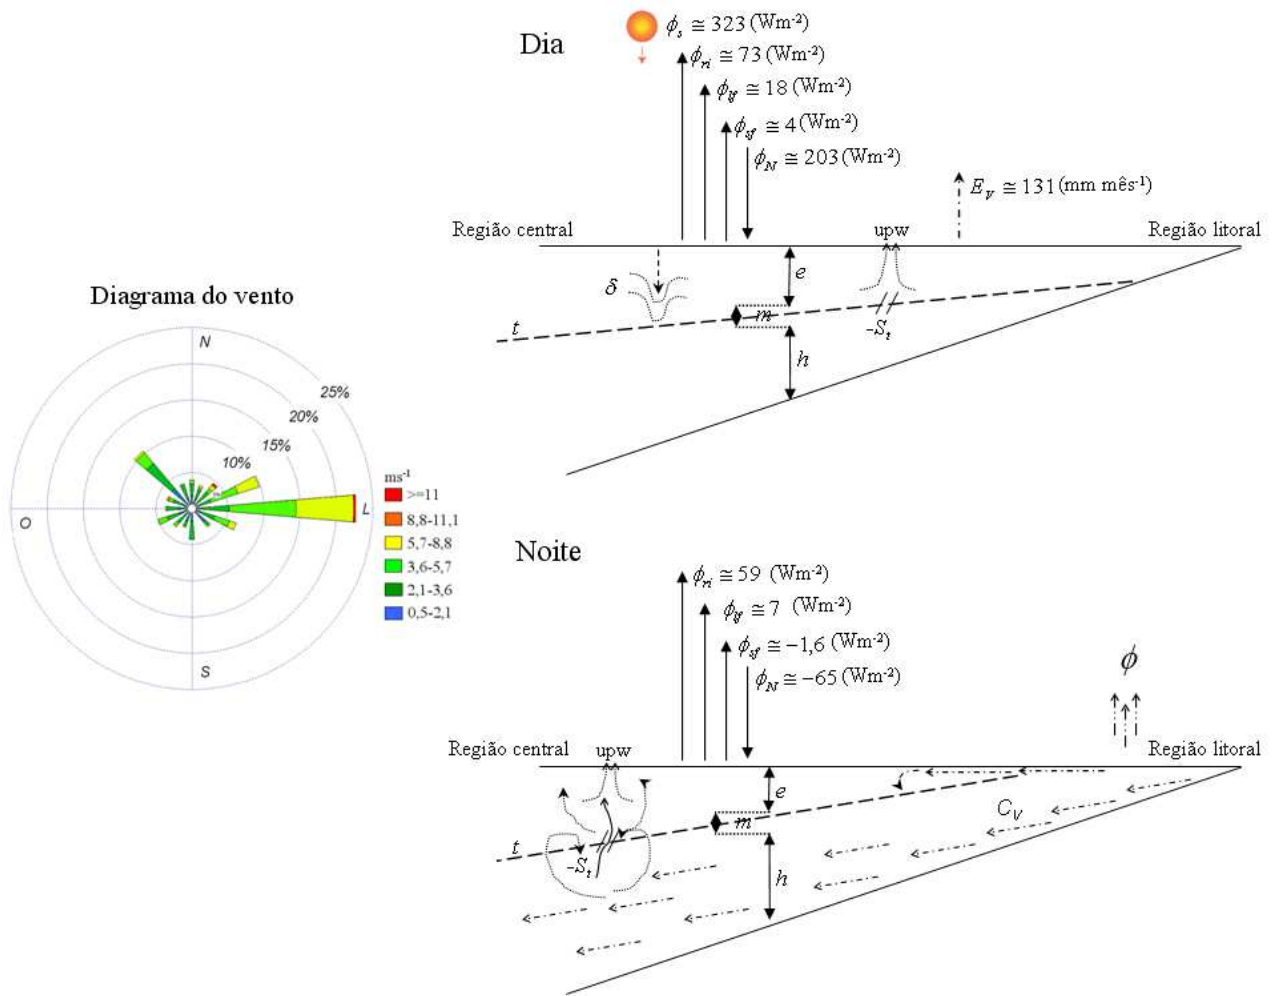 Dia
ϕs ≅ 323 (Wm-2)
ϕri ≅ 73 (Wm-2)
ϕlf ≅ 18 (Wm-2)
ϕsf ≅ 4 (Wm-2)
ϕN ≅ 203 (Wm-2)
EV ≅ 131 (mm mês-1)
Região central
upw
Região litoral
δ
e
t
m
-St
h
Diagrama do vento
N
25%
20%
15%
10%
L
O
S
ms-1
>=11
8,8-11,1
5,7-8,8
3,6-5,7
2,1-3,6
0,5-2,1
Noite
ϕri ≅ 59 (Wm-2)
ϕlf ≅ 7 (Wm-2)
ϕsf ≅ -1,6 (Wm-2)
ϕN ≅ -65 (Wm-2)
ϕ
Região central
upw
Região litoral
e
CV
m
t
-St
h